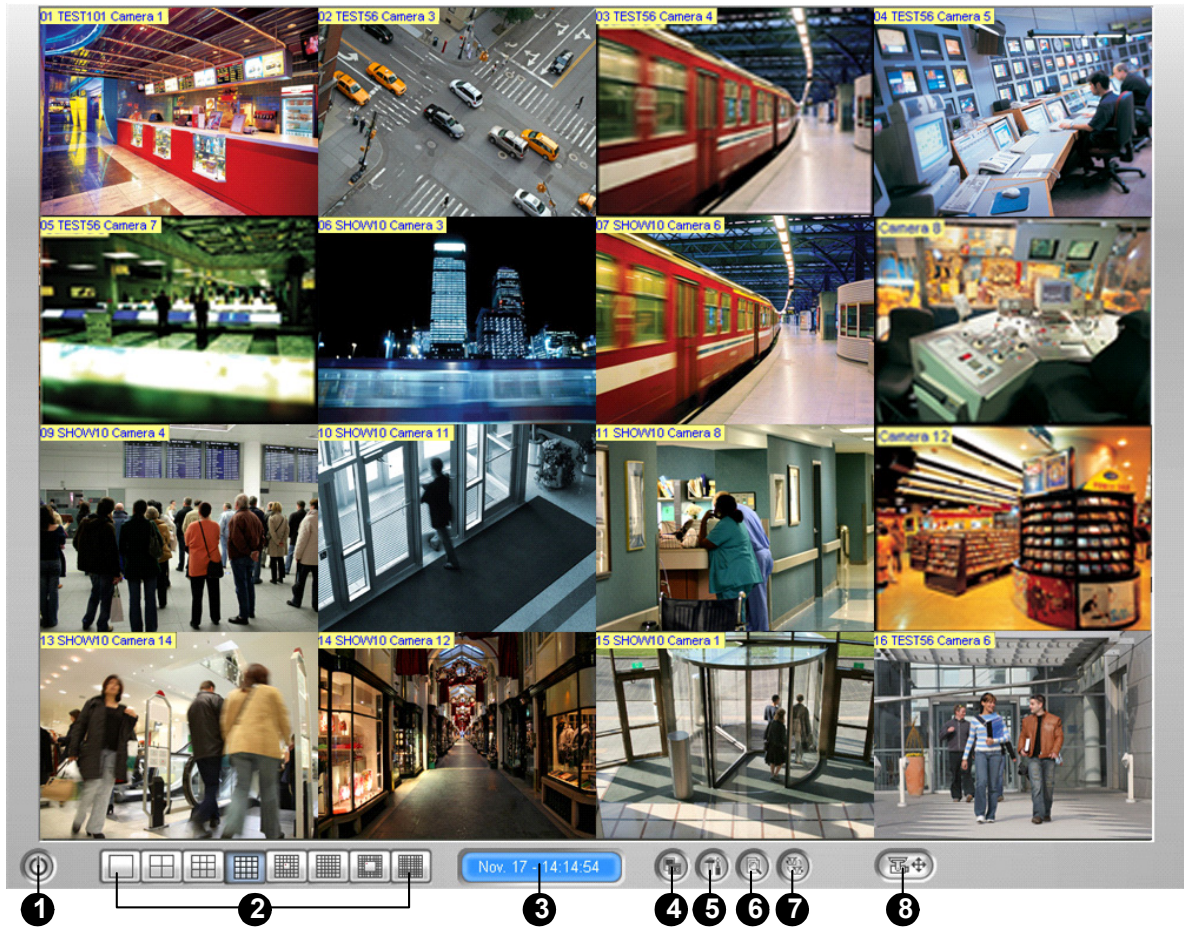 01 TEST101 Camera 1
02 TEST56 Camera 3
03 TEST56 Camera 4
04 TEST56 Camera 5
05 TEST56 Camera 7
06 SHOW10 Camera 3
07 SHOW10 Camera 6
Camera 8
09 SHOW10 Camera 4
10 SHOW10 Camera 11
11 SHOW10 Camera 8
Camera 12
13 SHOW10 Camera 14
14 SHOW10 Camera 12
15 SHOW10 Camera 1
16 TEST56 Camera 6
Nov. 17 - 14:14:54
1 2 3 4 5 6 7 8